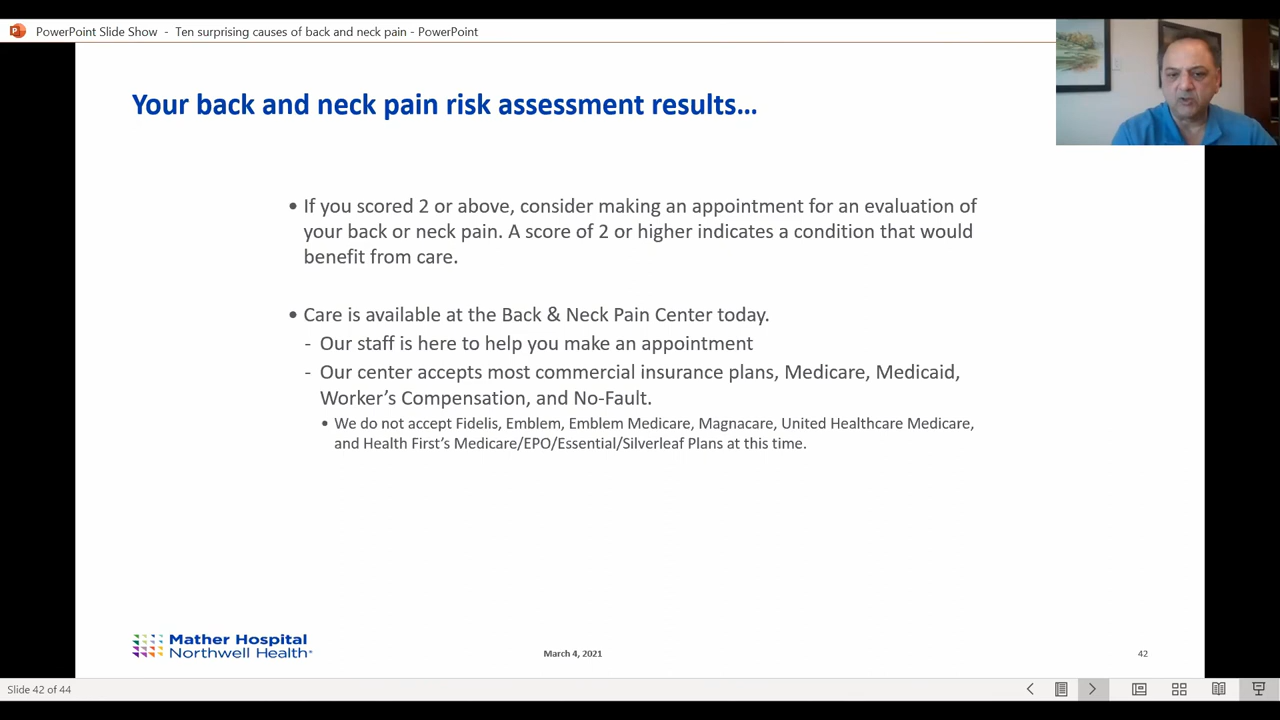 PowerPoint Slide Show - Ten surprising causes of back and neck pain - PowerPoint
Your back and neck pain risk assessment results...
• If you scored 2 or above, consider making an appointment for an evaluation of
your back or neck pain. A score of 2 or higher indicates a condition that would
benefit from care.
• Care is available at the Back & Neck Pain Center today.
- Our staff is here to help you make an appointment
- Our center accepts most commercial insurance plans, Medicare, Medicaid,
Worker's Compensation, and No-Fault.
• We do not accept Fidelis, Emblem, Emblem Medicare, Magnacare, United Healthcare Medicare,
and Health First's Medicare/EPO/Essential/Silverleaf Plans at this time.
Mather Hospital
Northwell Health
March 4, 2021
42
Slide 42 of 44